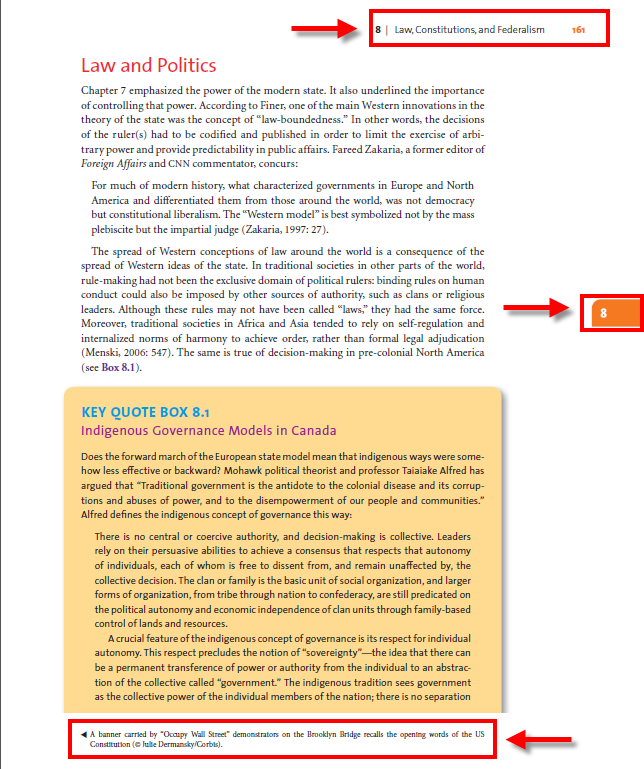 8 | Law, Constitutions, and Federalism 161
Law and Politics
Chapter 7 emphasized the power of the modern state. It also underlined the importance
of controlling that power. According to Finer, one of the main Western innovations in the
theory of the state was the concept of “law-boundedness.” In other words, the decisions
of the ruler(s) had to be codified and published in order to limit the exercise of arbi-
trary power and provide predictability in public affairs. Fareed Zakaria, a former editor of
Foreign Affairs and CNN commentator, concurs:
For much of modern history, what characterized governments in Europe and North
America and differentiated them from those around the world, was not democracy
but constitutional liberalism. The “Western model” is best symbolized not by the mass
plebiscite but the impartial judge (Zakaria, 1997: 27).
The spread of Western conceptions of law around the world is a consequence of the
spread of Western ideas of the state. In traditional societies in other parts of the world,
rule-making had not been the exclusive domain of political rulers: binding rules on human
conduct could also be imposed by other sources of authority, such as clans or religious
leaders. Although these rules may not have been called “laws,” they had the same force.
Moreover, traditional societies in Africa and Asia tended to rely on self-regulation and
internalized norms of harmony to achieve order, rather than formal legal adjudication
(Menski, 2006: 547). The same is true of decision-making in pre-colonial North America
(see Box 8.1).
8
KEY QUOTE BOX 8.1
Indigenous Governance Models in Canada
Does the forward march of the European state model mean that indigenous ways were some-
how less effective or backward? Mohawk political theorist and professor Taiaiake Alfred has
argued that “Traditional government is the antidote to the colonial disease and its corrup-
tions and abuses of power, and to the disempowerment of our people and communities.”
Alfred defines the indigenous concept of governance this way:
There is no central or coercive authority, and decision-making is collective. Leaders
rely on their persuasive abilities to achieve a consensus that respects that autonomy
of individuals, each of whom is free to dissent from, and remain unaffected by, the
collective decision. The clan or family is the basic unit of social organization, and larger
forms of organization, from tribe through nation to confederacy, are still predicated on
the political autonomy and economic independence of clan units through family-based
control of lands and resources.
A crucial feature of the indigenous concept of governance is its respect for individual
autonomy. This respect precludes the notion of “sovereignty”—the idea that there can
be a permanent transference of power or authority from the individual to an abstrac-
tion of the collective called “government.” The indigenous tradition sees government
as the collective power of the individual members of the nation; there is no separation
◀ A banner carried by “Occupy Wall Street” demonstrators on the Brooklyn Bridge recalls the opening words of the US
Constitution (© Julie Dermansky/Corbis).